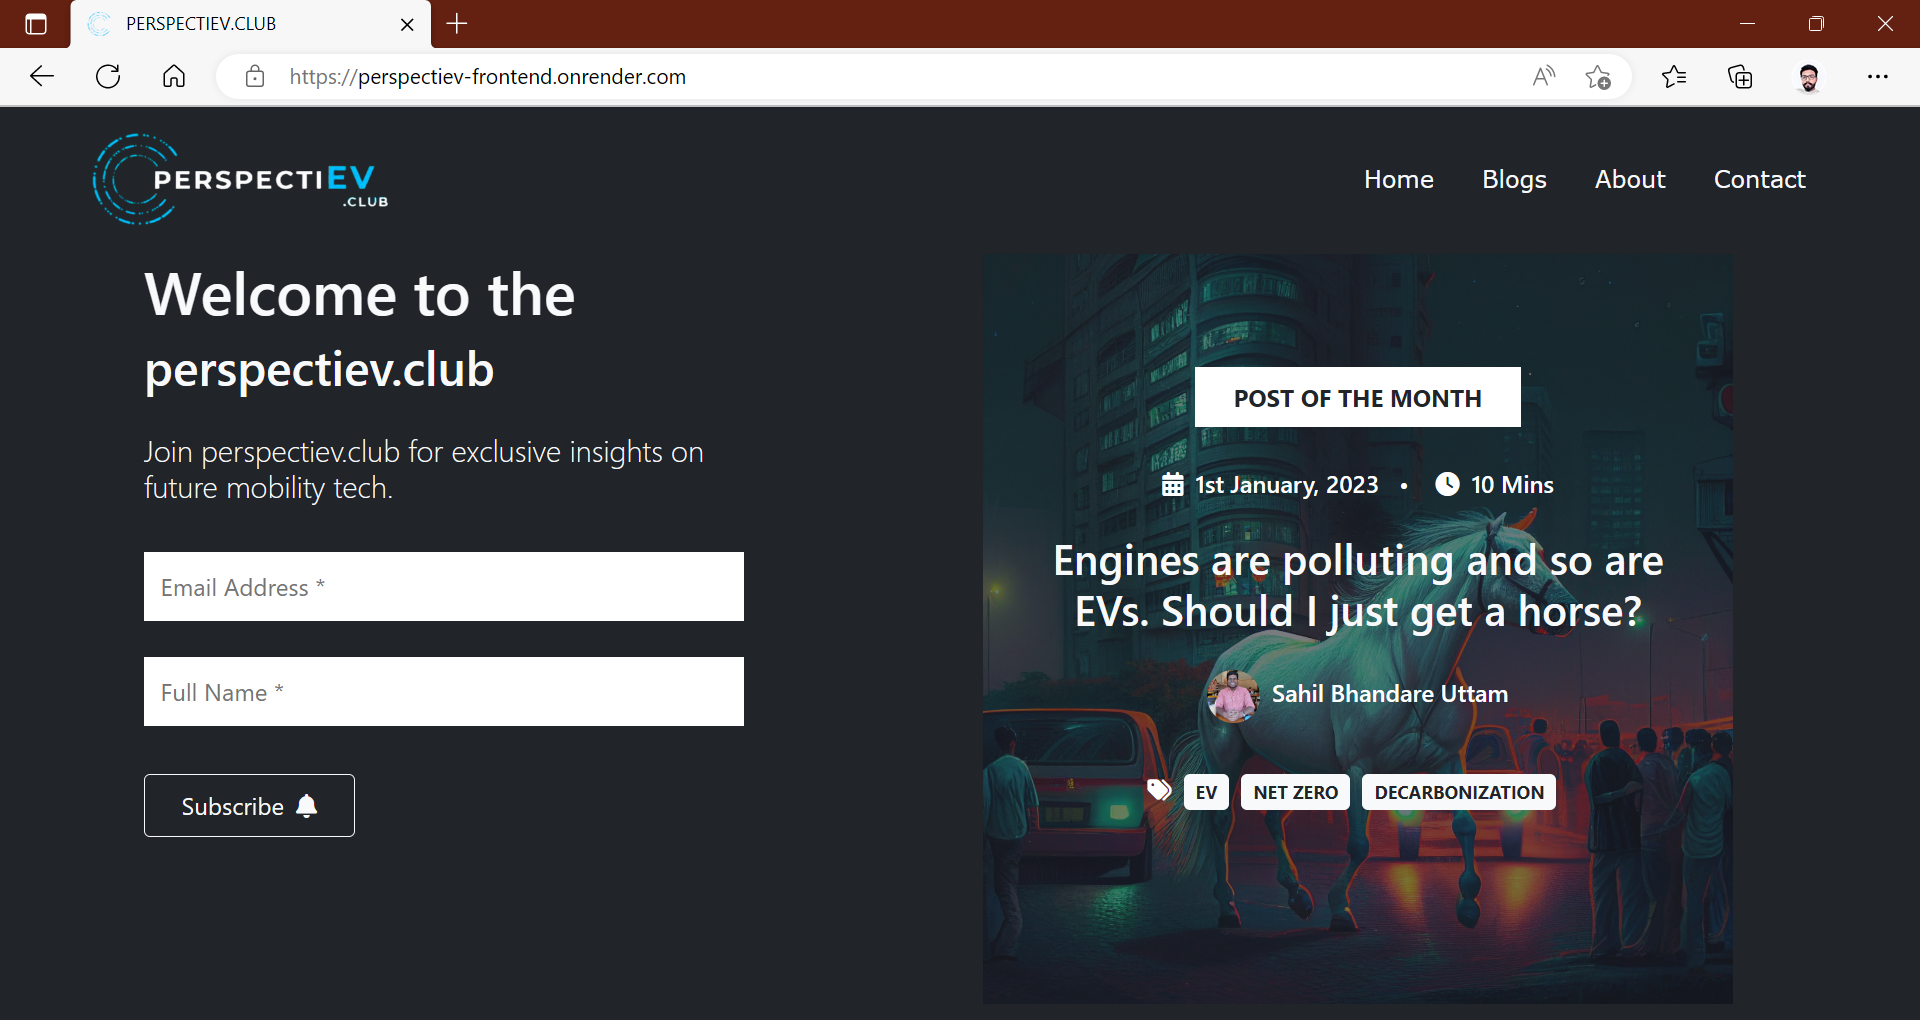 PERSPECTIEV.CLUB
https://perspectiev-frontend.onrender.com
PERSPECTIEV
.CLUB
Home Blogs About Contact
Welcome to the
perspectiev.club
Join perspectiev.club for exclusive insights on
future mobility tech.
Email Address *
Full Name *
Subscribe
POST OF THE MONTH
1st January, 2023 • 10 Mins
Engines are polluting and so are
EVs. Should I just get a horse?
Sahil Bhandare Uttam
EV NET ZERO DECARBONIZATION